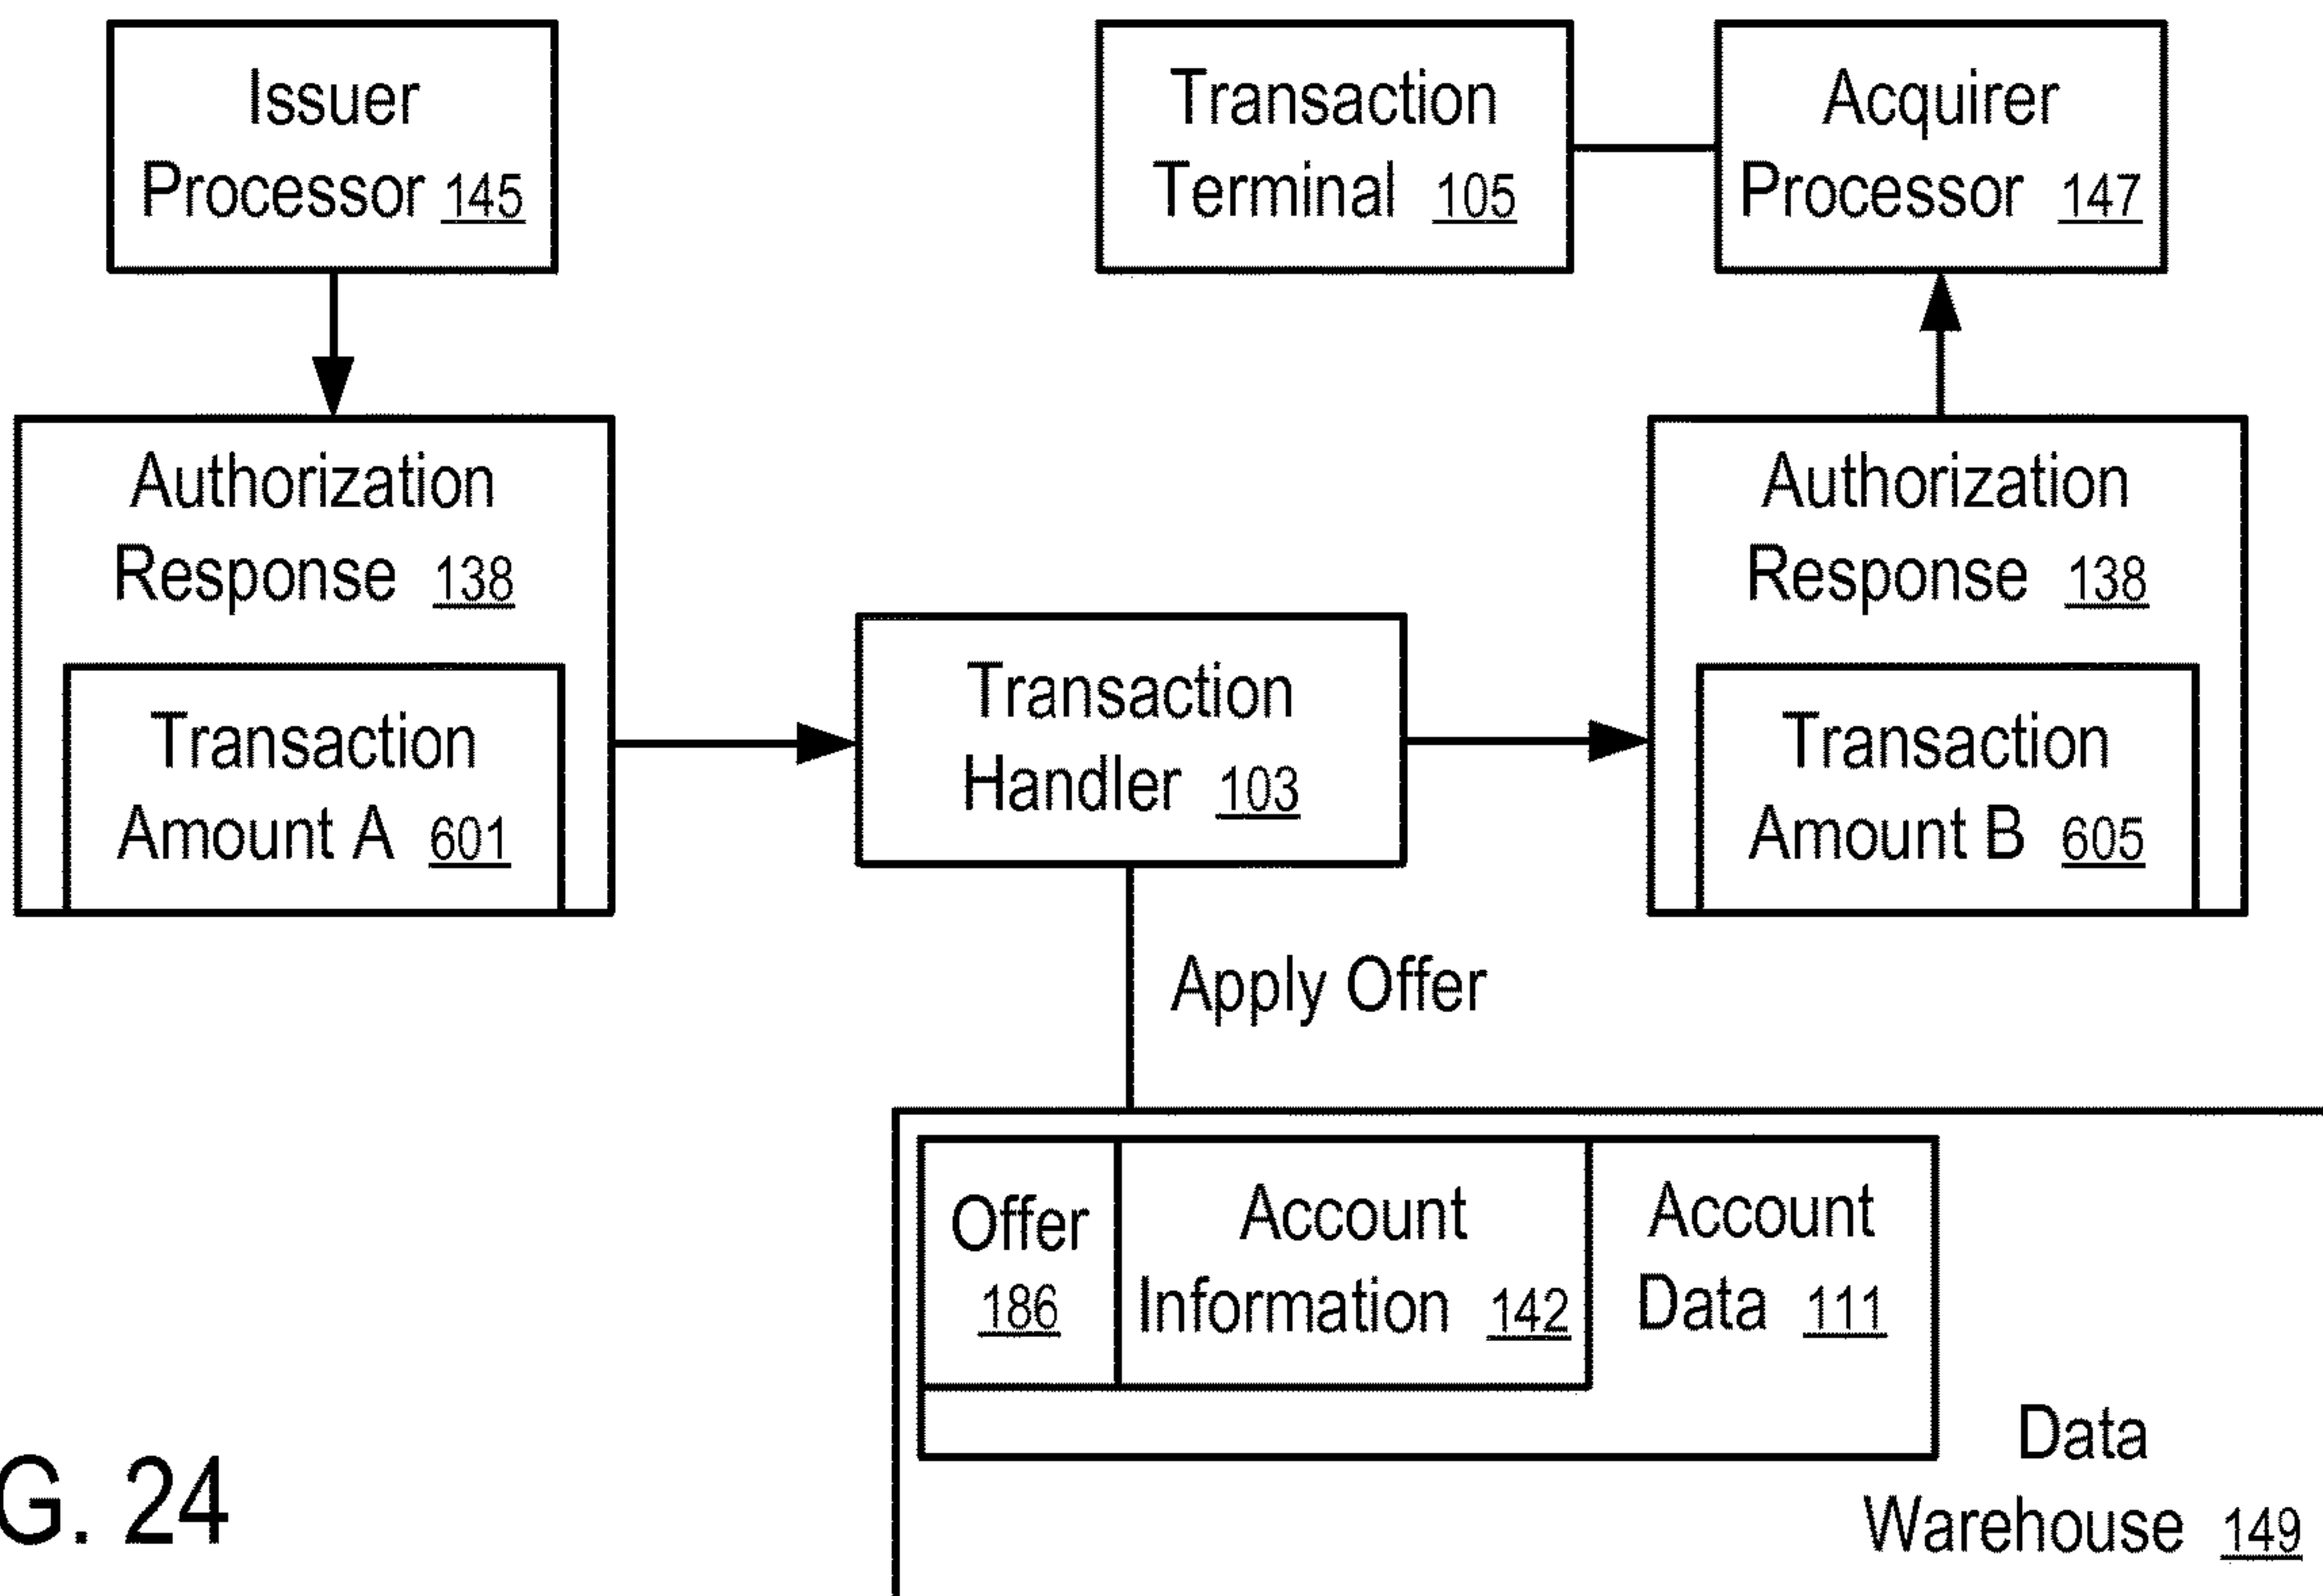 Issuer
Processor 145
Transaction
Terminal 105
Acquirer
Processor 147
Authorization
Response 138
Transaction
Amount A 601
Transaction
Handler 103
Authorization
Response 138
Transaction
Amount B 605
Apply Offer
Offer
186
Account
Information 142
Account
Data 111
Data
Warehouse 149
G. 24